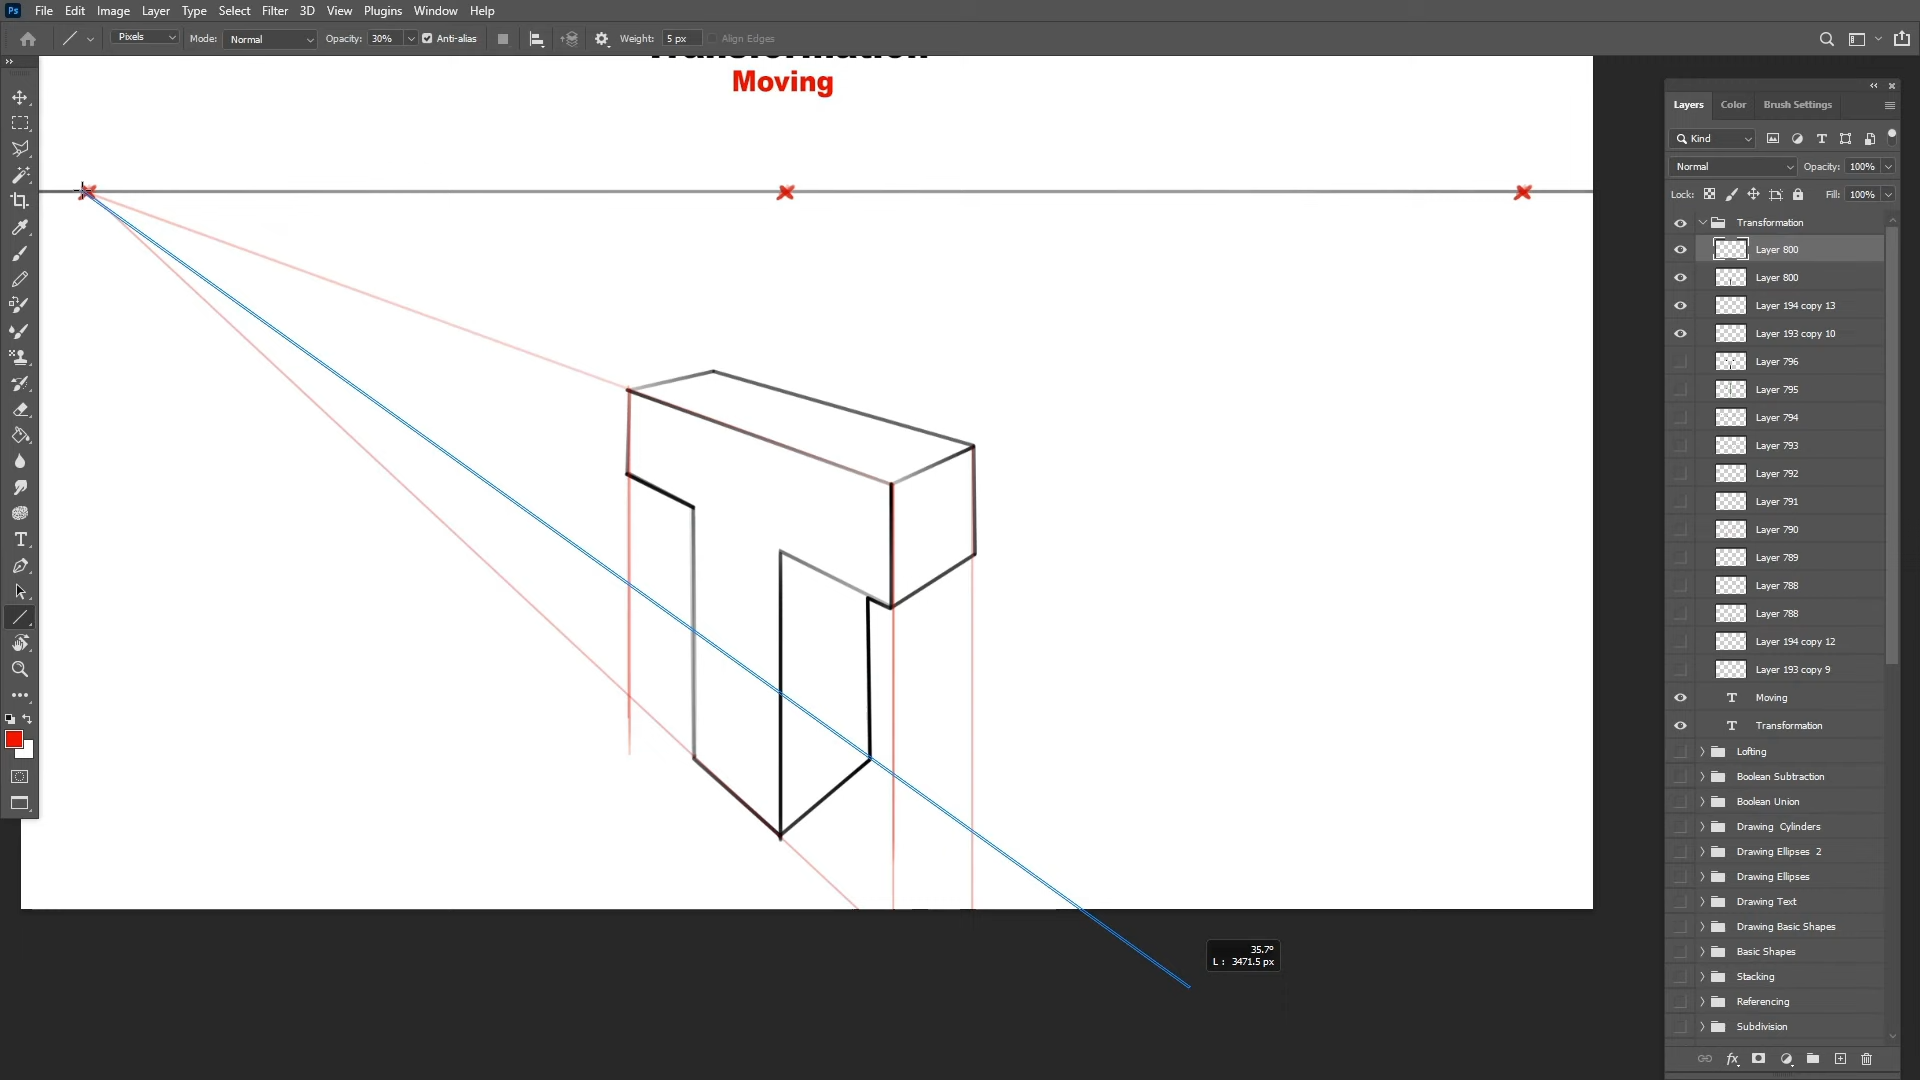 Ps File Edit Image Layer Type Select Filter 3D View Plugins Window Help
Pixels Mode: Normal Opacity: 30% Anti-alias Weight: 5 px Align Edges
Transformation
Moving
Layers Color Brush Settings
Kind
Normal Opacity: 100%
Lock: Fill: 100%
Transformation
Layer 800
Layer 800
Layer 194 copy 13
Layer 193 copy 10
Layer 796
Layer 795
Layer 794
Layer 793
Layer 792
Layer 791
Layer 790
Layer 789
Layer 788
Layer 788
Layer 194 copy 12
Layer 193 copy 9
Moving
Transformation
Lofting
Boolean Subtraction
Boolean Union
Drawing Cylinders
Drawing Ellipses 2
Drawing Ellipses
Drawing Text
Drawing Basic Shapes
Basic Shapes
Stacking
Referencing
Subdivision
35.7°
L : 3471.5 px